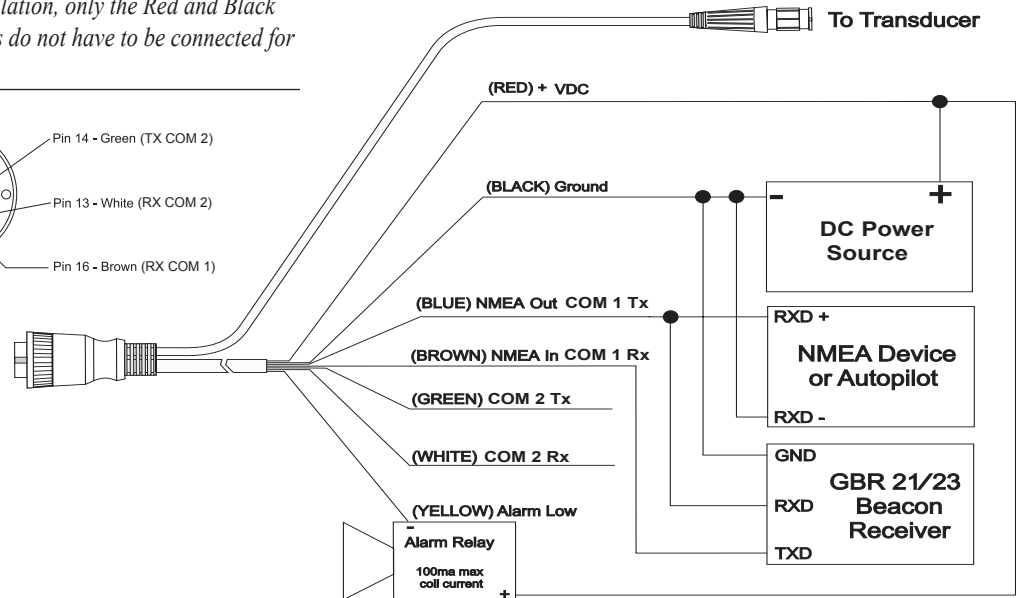 lation, only the Red and Black
s do not have to be connected for
To Transducer
(RED) + VDC
Pin 14 - Green (TX COM 2)
Pin 13 - White (RX COM 2)
Pin 16 - Brown (RX COM 1)
(BLACK) Ground
-
+
DC Power
Source
(BLUE) NMEA Out COM 1 Tx
RXD +
(BROWN) NMEA In COM 1 Rx
NMEA Device
or Autopilot
(GREEN) COM 2 Tx
RXD -
(WHITE) COM 2 Rx
GND
GBR 21/23
Beacon
Receiver
RXD
TXD
(YELLOW) Alarm Low
-
Alarm Relay
100ma max
coil current
+